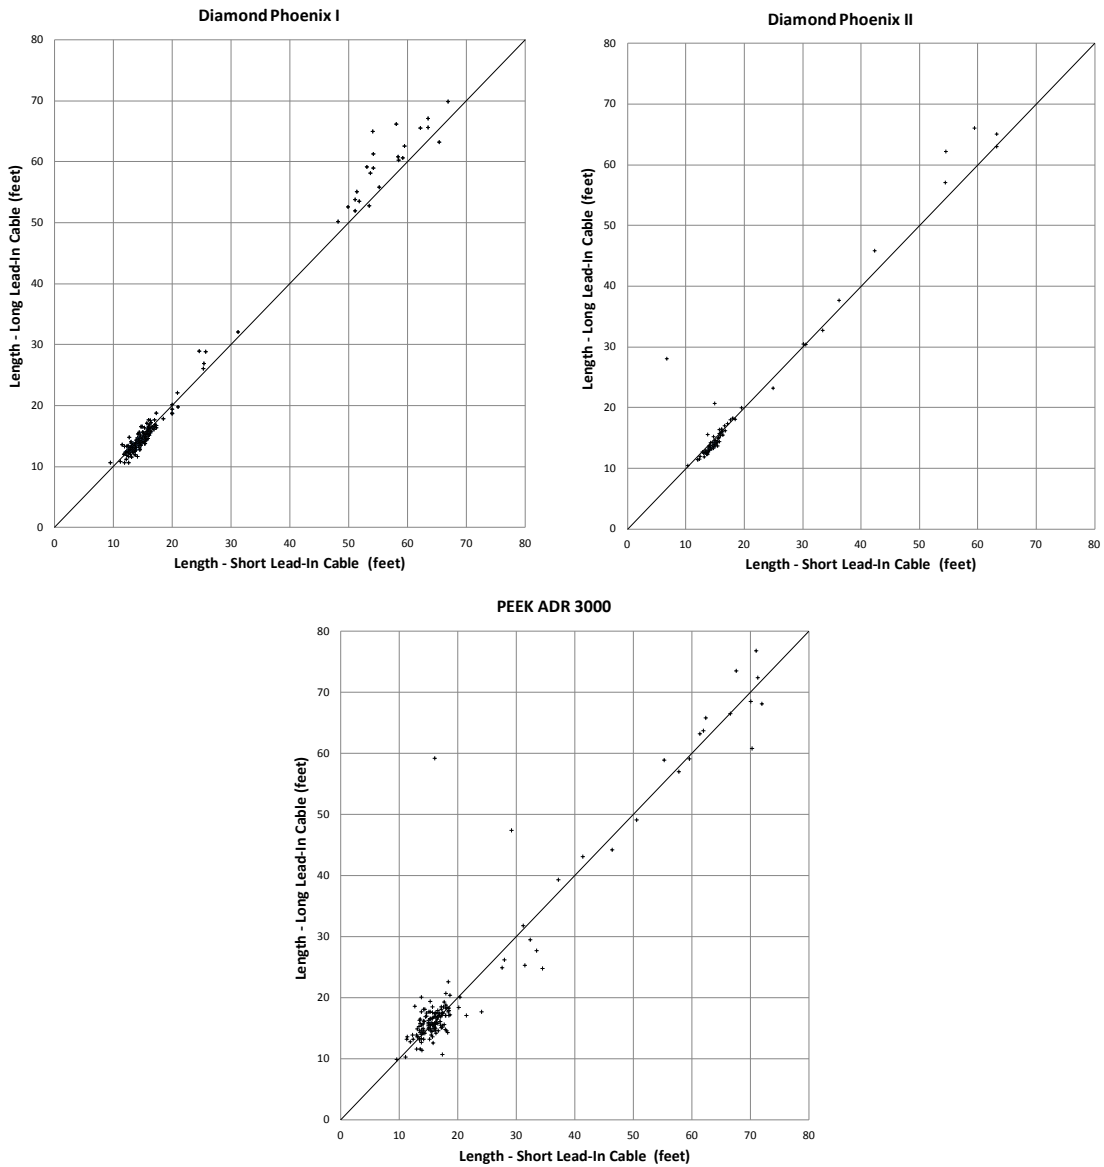 Diamond Phoenix I
80
70
60
50
40
30
20
10
0
0 10 20 30 40 50 60 70 80
Length - Long Lead-In Cable (feet)
Length - Short Lead-In Cable (feet)
Diamond Phoenix II
80
70
60
50
40
30
20
10
0
0 10 20 30 40 50 60 70 80
Length - Long Lead-In Cable (feet)
Length - Short Lead-In Cable (feet)
PEEK ADR 3000
80
70
60
50
40
30
20
10
0
0 10 20 30 40 50 60 70 80
Length - Long Lead-In Cable (feet)
Length - Short Lead-In Cable (feet)